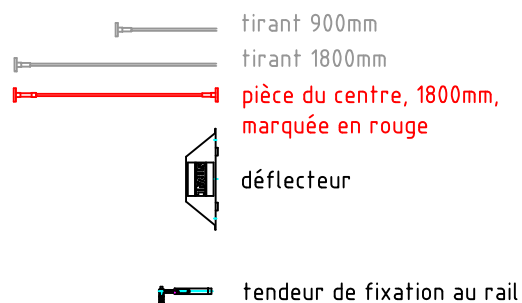 tirant 900mm
tirant 1800mm
pièce du centre, 1800mm,
marquée en rouge
déflecteur
tendeur de fixation au rail